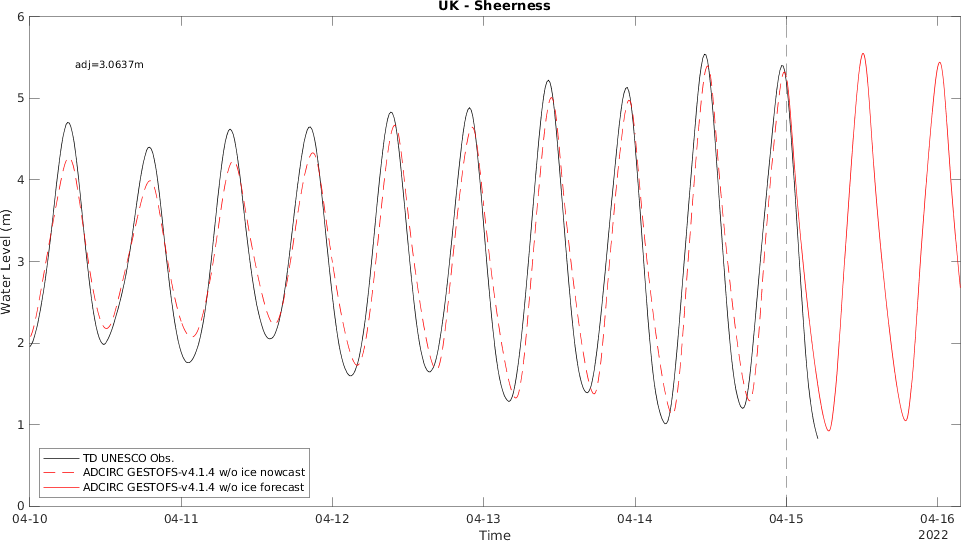 UK - Sheerness
adj=3.0637m
Water Level (m)
6
5
4
3
2
1
0
TD UNESCO Obs.
ADCIRC GESTOFS-v4.1.4 w/o ice nowcast
ADCIRC GESTOFS-v4.1.4 w/o ice forecast
04-10 04-11 04-12 04-13 04-14 04-15 04-16
Time
2022